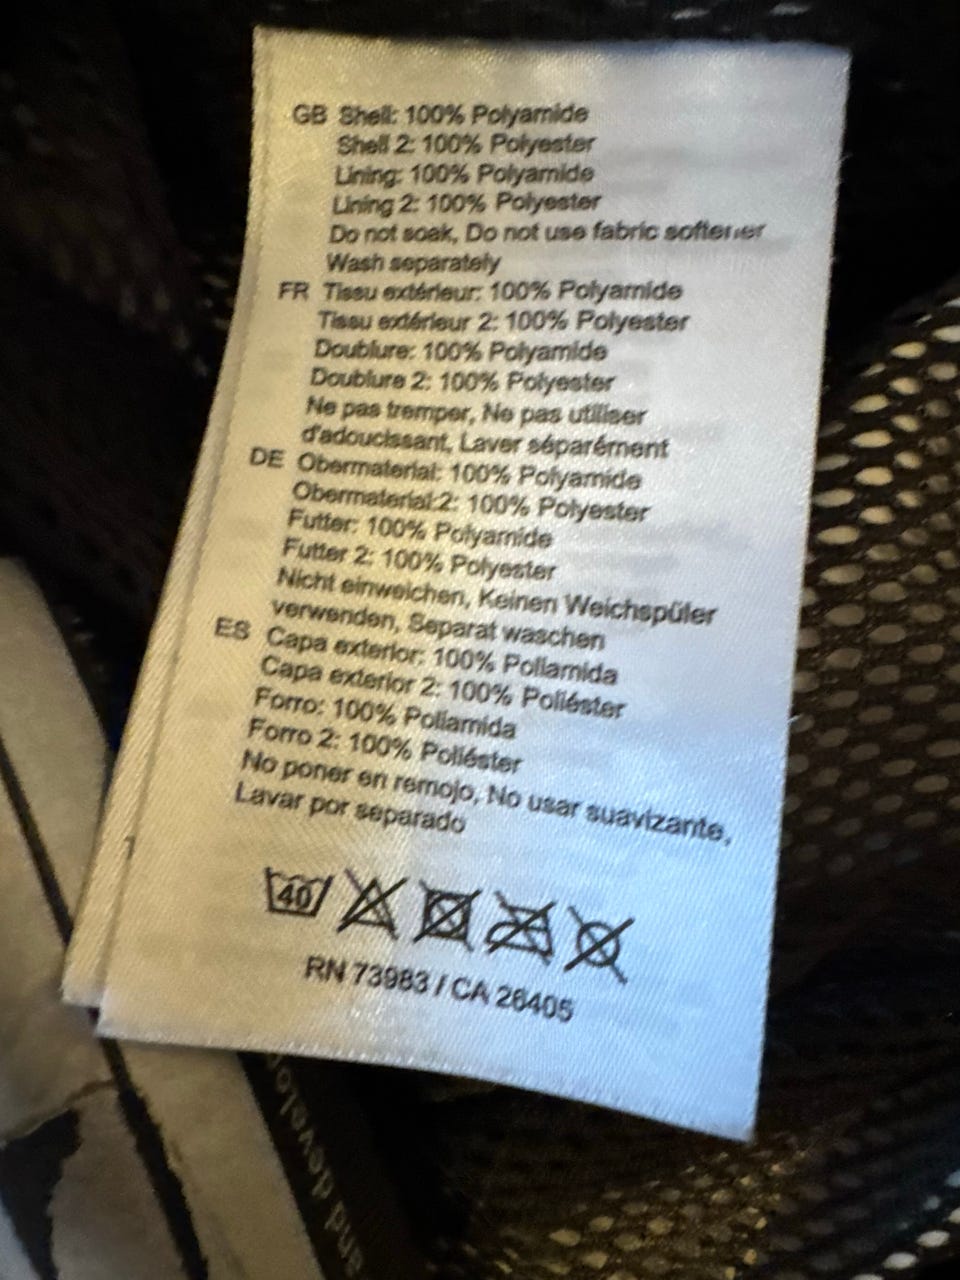 GB Shell: 100% Polyamide
Shell 2: 100% Polyester
Lining: 100% Polyamide
Lining 2: 100% Polyester
Do not soak, Do not use fabric softener
Wash separately
FR Tissu extérieur: 100% Polyamide
Tissu extérieur 2: 100% Polyester
Doublure: 100% Polyamide
Doublure 2: 100% Polyester
Ne pas tremper, Ne pas utiliser
d'adoucissant, Laver séparément
DE Obermaterial: 100% Polyamide
Obermaterial 2: 100% Polyester
Futter: 100% Polyamide
Futter 2: 100% Polyester
Nicht einweichen, Keinen Weichspüler
verwenden, Separat waschen
ES Capa exterior: 100% Poliamida
Capa exterior 2: 100% Poliéster
Forro: 100% Poliamida
Forro 2: 100% Poliéster
No poner en remojo, No usar suavizante,
Lavar por separado
40
RN 73983 / CA 26405
and develo